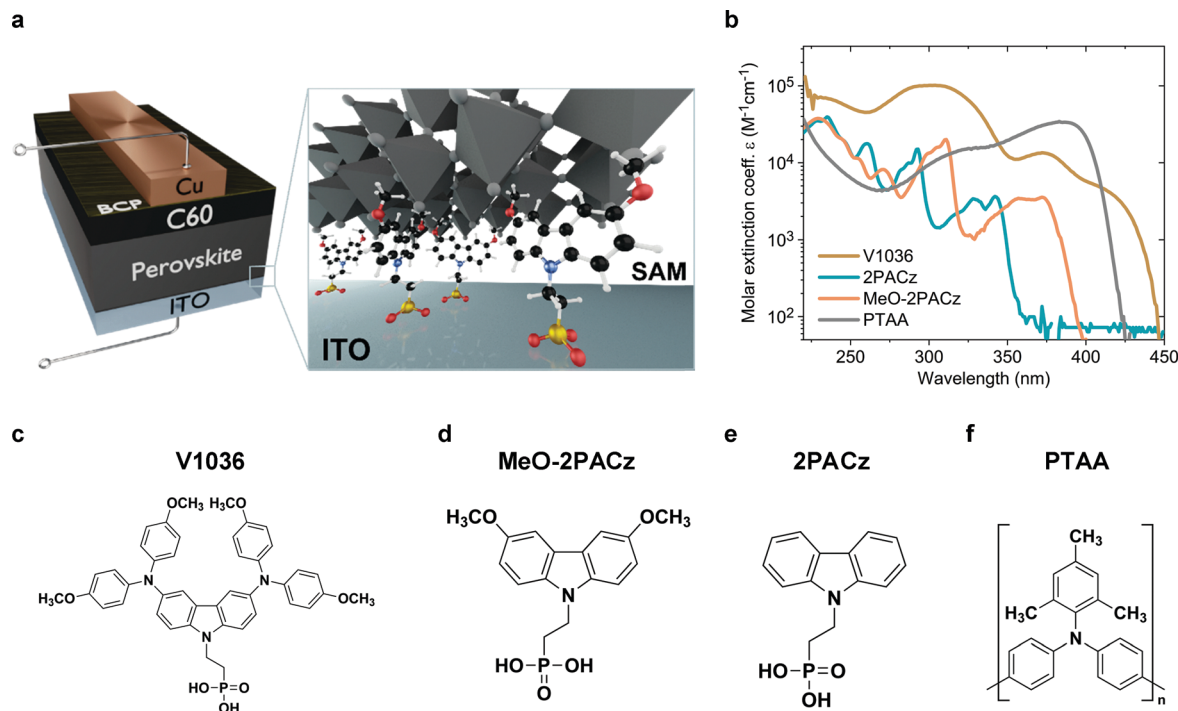 a
Cu
BCP
C60
Perovskite
ITO
SAM
ITO
b
Molar extinction coeff. ε (M⁻¹cm⁻¹)
10⁵
10⁴
10³
10²
V1036
2PACz
MeO-2PACz
PTAA
250 300 350 400 450
Wavelength (nm)
c
V1036
OCH₃ H₃CO
N N
H₃CO OCH₃
N
HO-P=O
OH
d
MeO-2PACz
H₃CO OCH₃
N
HO-P-OH
O
e
2PACz
N
HO-P=O
OH
f
PTAA
CH₃
H₃C CH₃
N
n